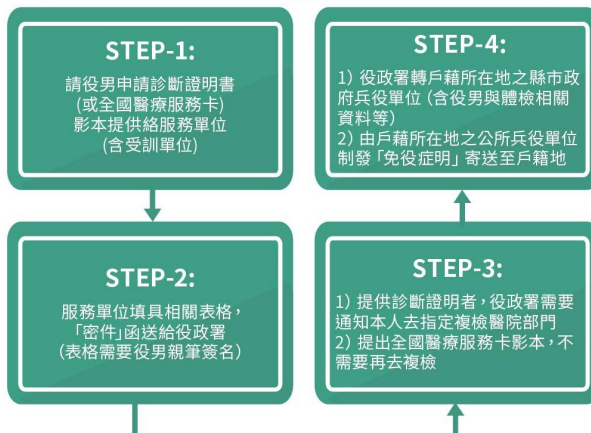 STEP-1:
請役男申請診斷證明書
(或全國醫療服務卡)
影本提供絡服務單位
(含受訓單位)
STEP-2:
服務單位填具相關表格，
「密件」函送給役政署
(表格需要役男親筆簽名)
STEP-3:
1) 提供診斷證明者，役政署需要
通知本人去指定複檢醫院部門
2) 提出全國醫療服務卡影本，不
需要再去複檢
STEP-4:
1) 役政署轉戶藉所在地之縣市政
府兵役單位 (含役男與體檢相關
資料等)
2) 由戶藉所在地之公所兵役單位
制發「免役症明」寄送至戶籍地